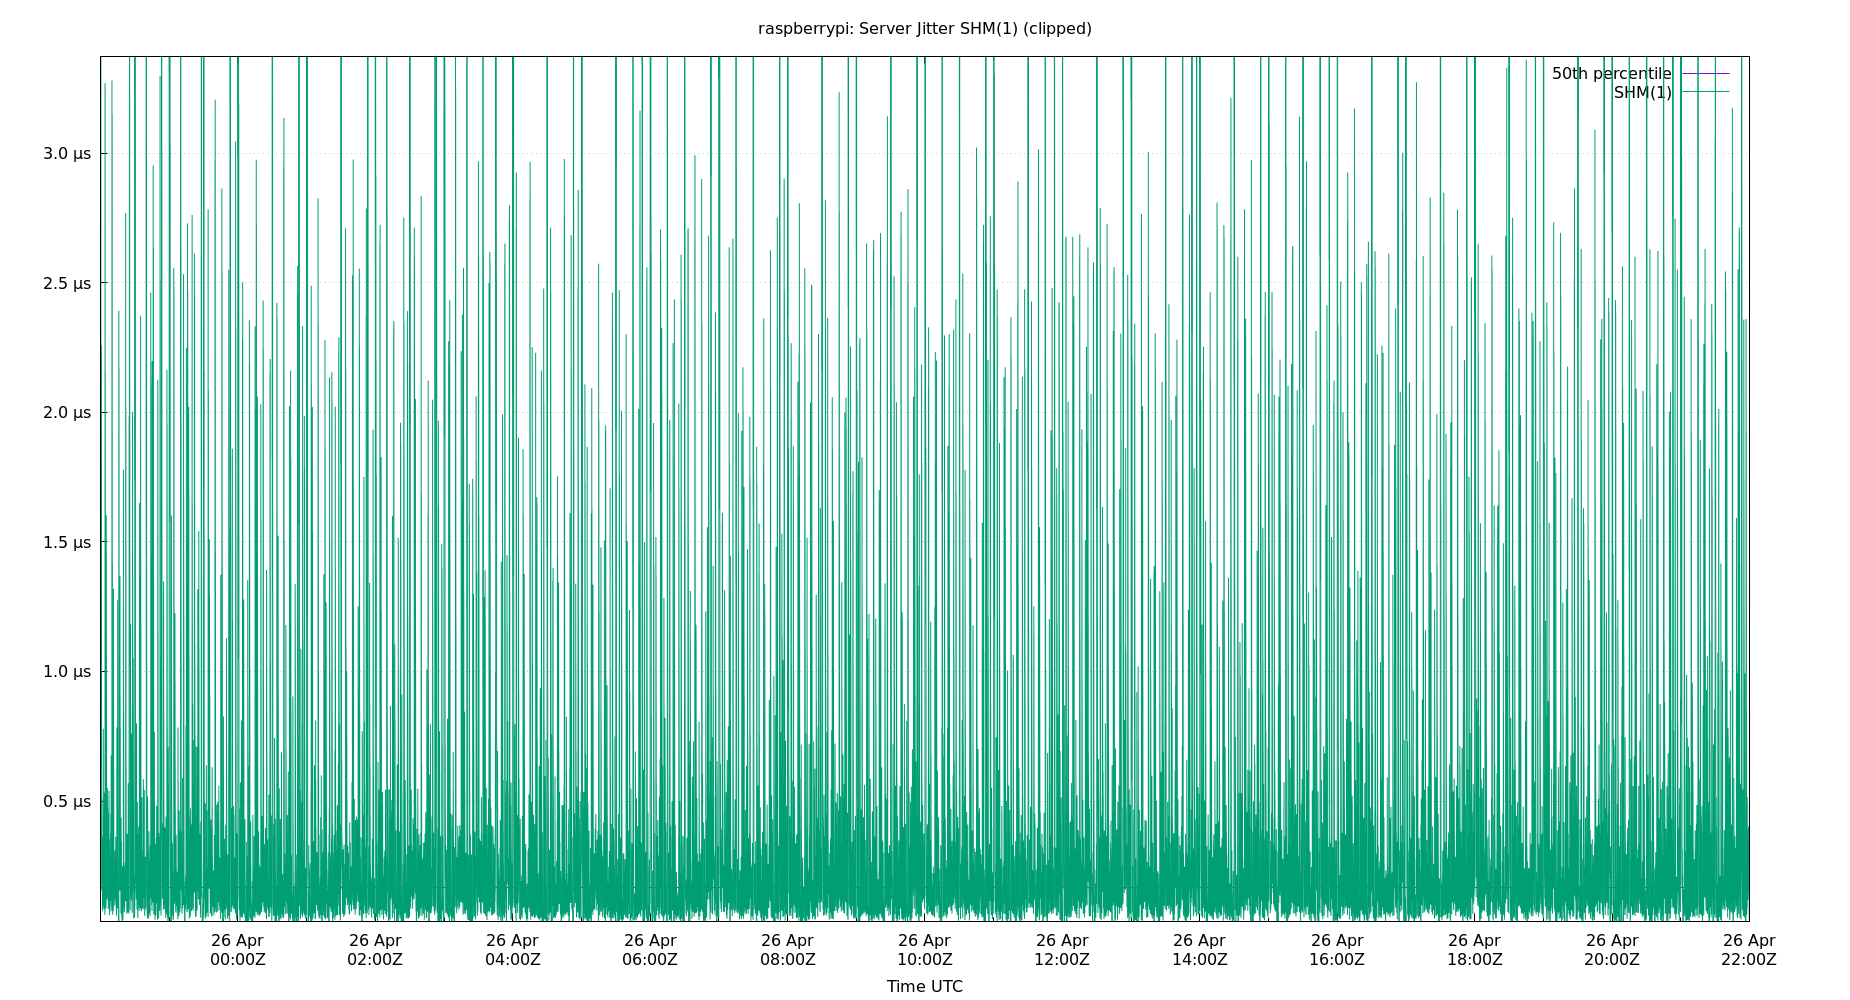 raspberrypi: Server Jitter SHM(1) (clipped)
50th percentile
SHM(1)
3.0 µs
2.5 µs
2.0 µs
1.5 µs
1.0 µs
0.5 µs
26 Apr 26 Apr 26 Apr 26 Apr 26 Apr 26 Apr 26 Apr 26 Apr 26 Apr 26 Apr 26 Apr 26 Apr
00:00Z 02:00Z 04:00Z 06:00Z 08:00Z 10:00Z 12:00Z 14:00Z 16:00Z 18:00Z 20:00Z 22:00Z
Time UTC